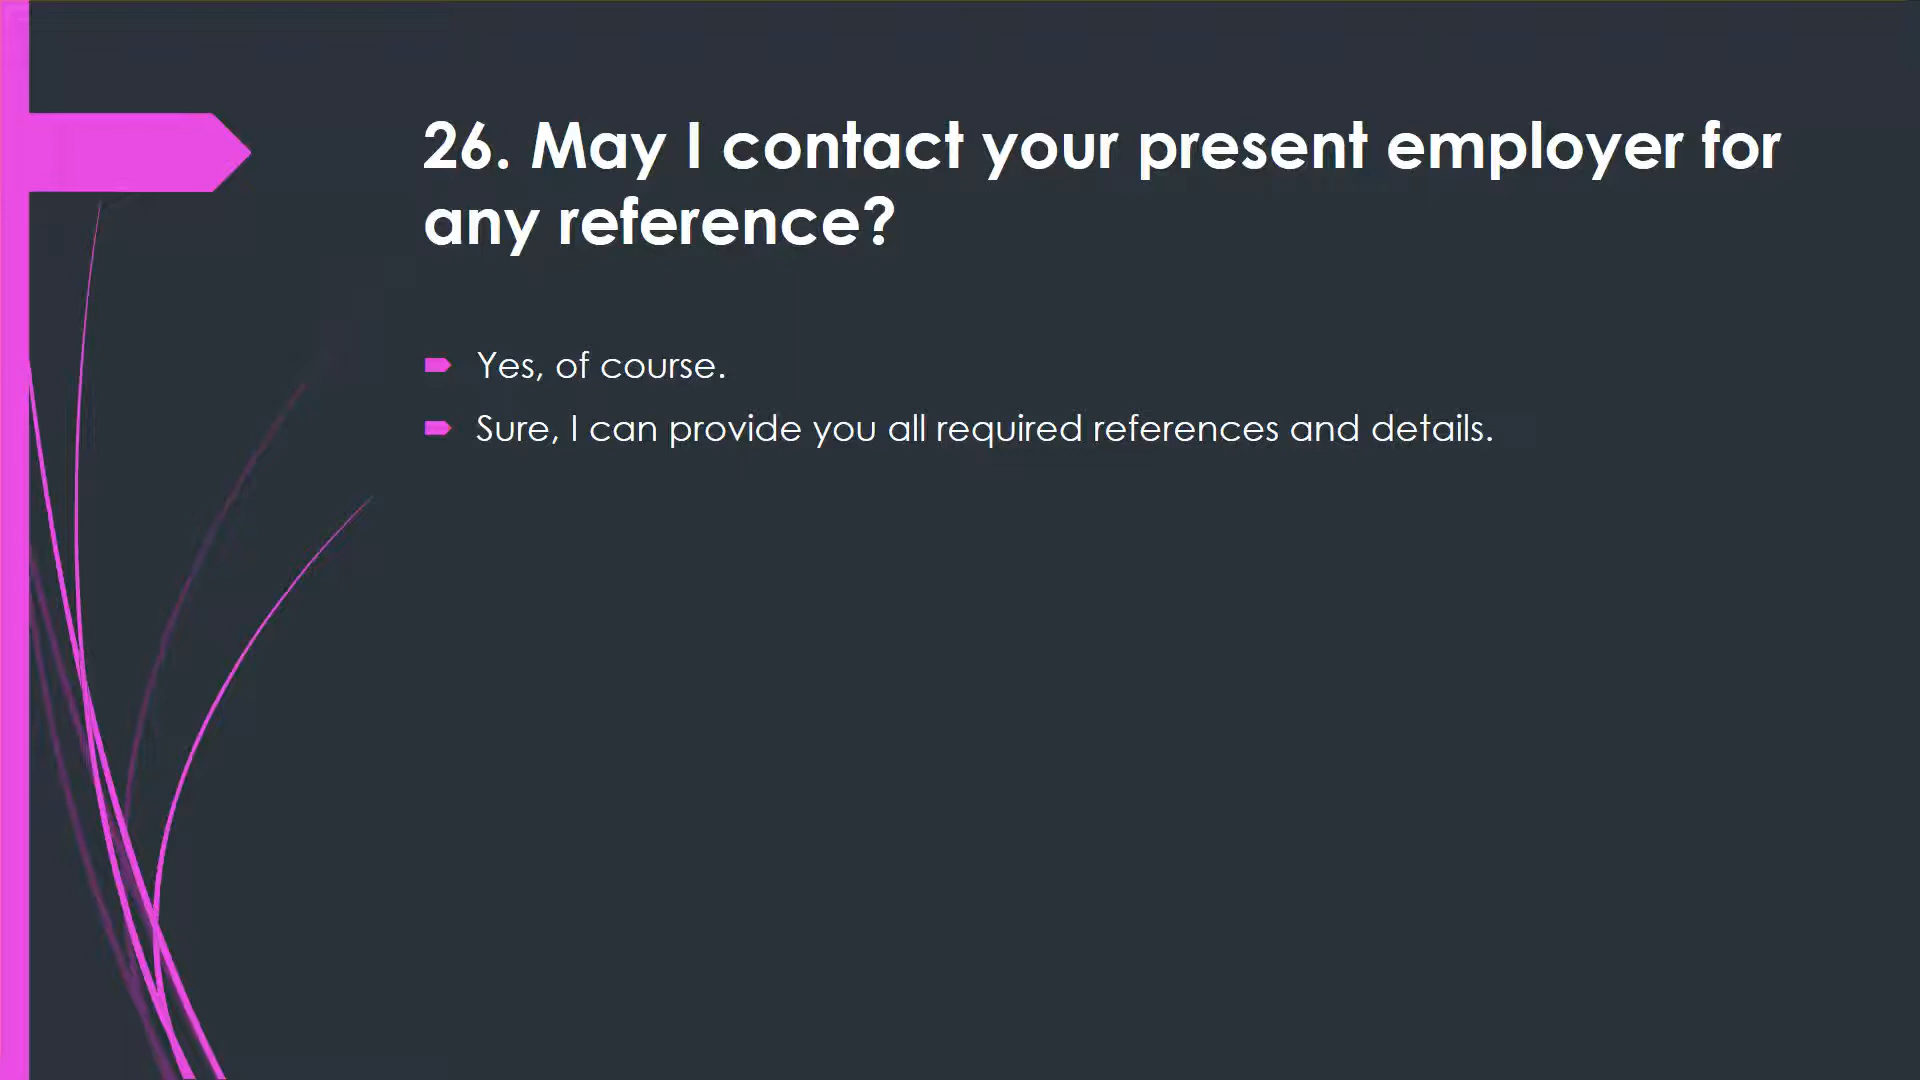 26. May I contact your present employer for
any reference?
Yes, of course.
Sure, I can provide you all required references and details.